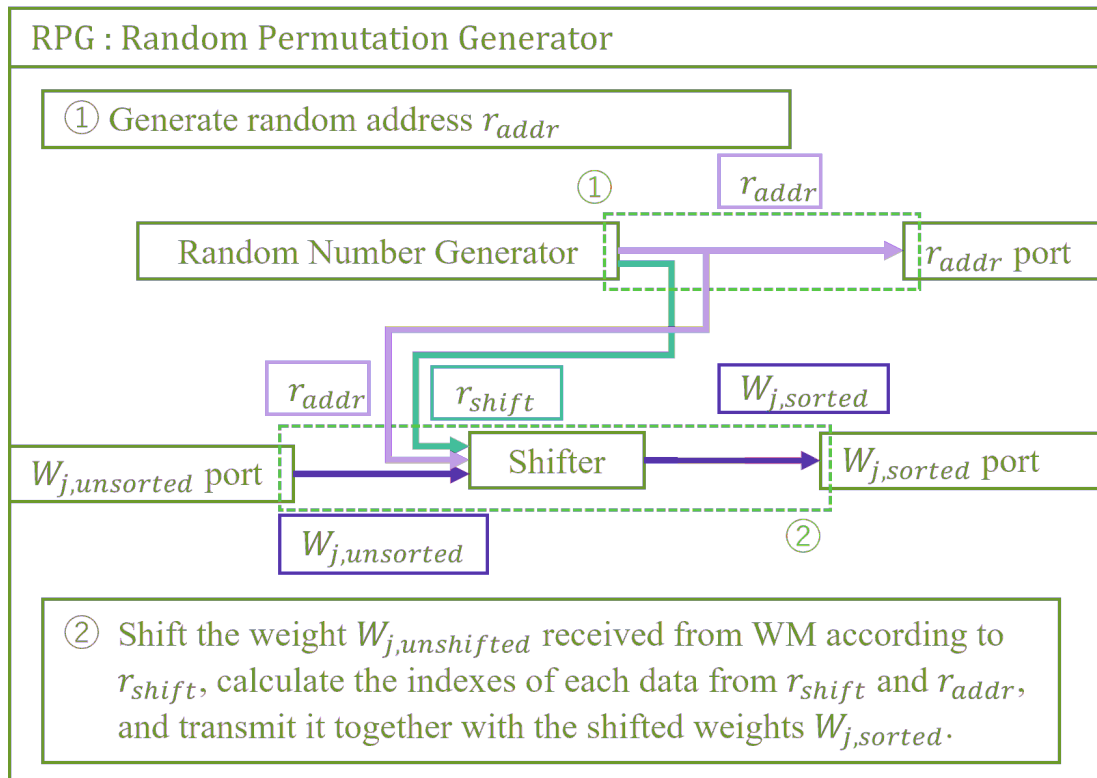 RPG : Random Permutation Generator
① Generate random address r_addr
① r_addr
Random Number Generator
r_addr port
r_addr
r_shift
W_j,sorted
W_j,unsorted port
Shifter
W_j,sorted port
W_j,unsorted
②
② Shift the weight W_j,unshifted received from WM according to
r_shift, calculate the indexes of each data from r_shift and r_addr,
and transmit it together with the shifted weights W_j,sorted.